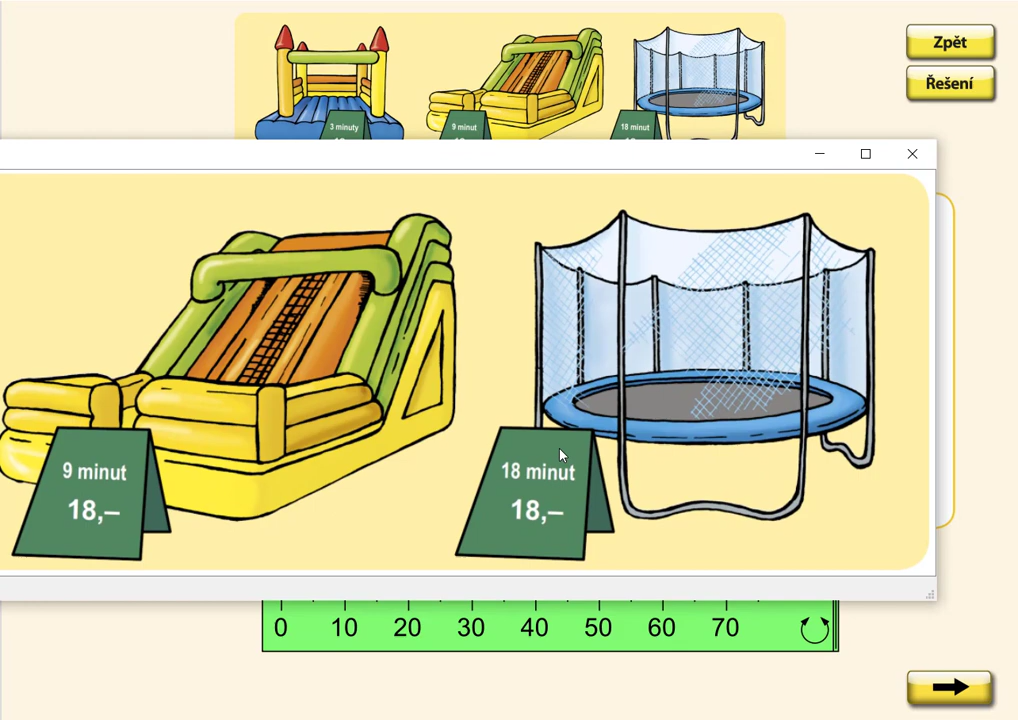 Zpět
Řešení
3 minuty
9 minut
18 minut
9 minut
18,–
18 minut
18,–
0 10 20 30 40 50 60 70